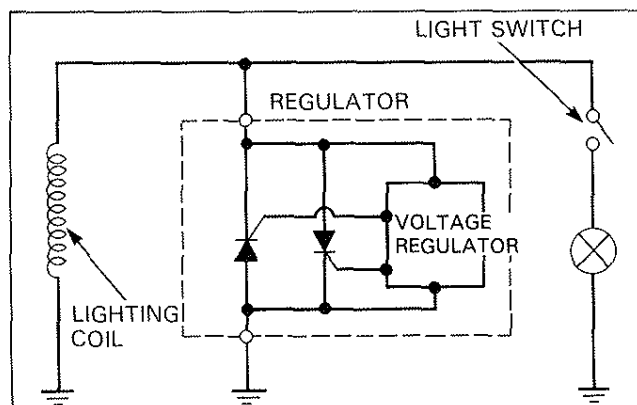 LIGHT SWITCH
REGULATOR
VOLTAGE
REGULATOR
LIGHTING
COIL